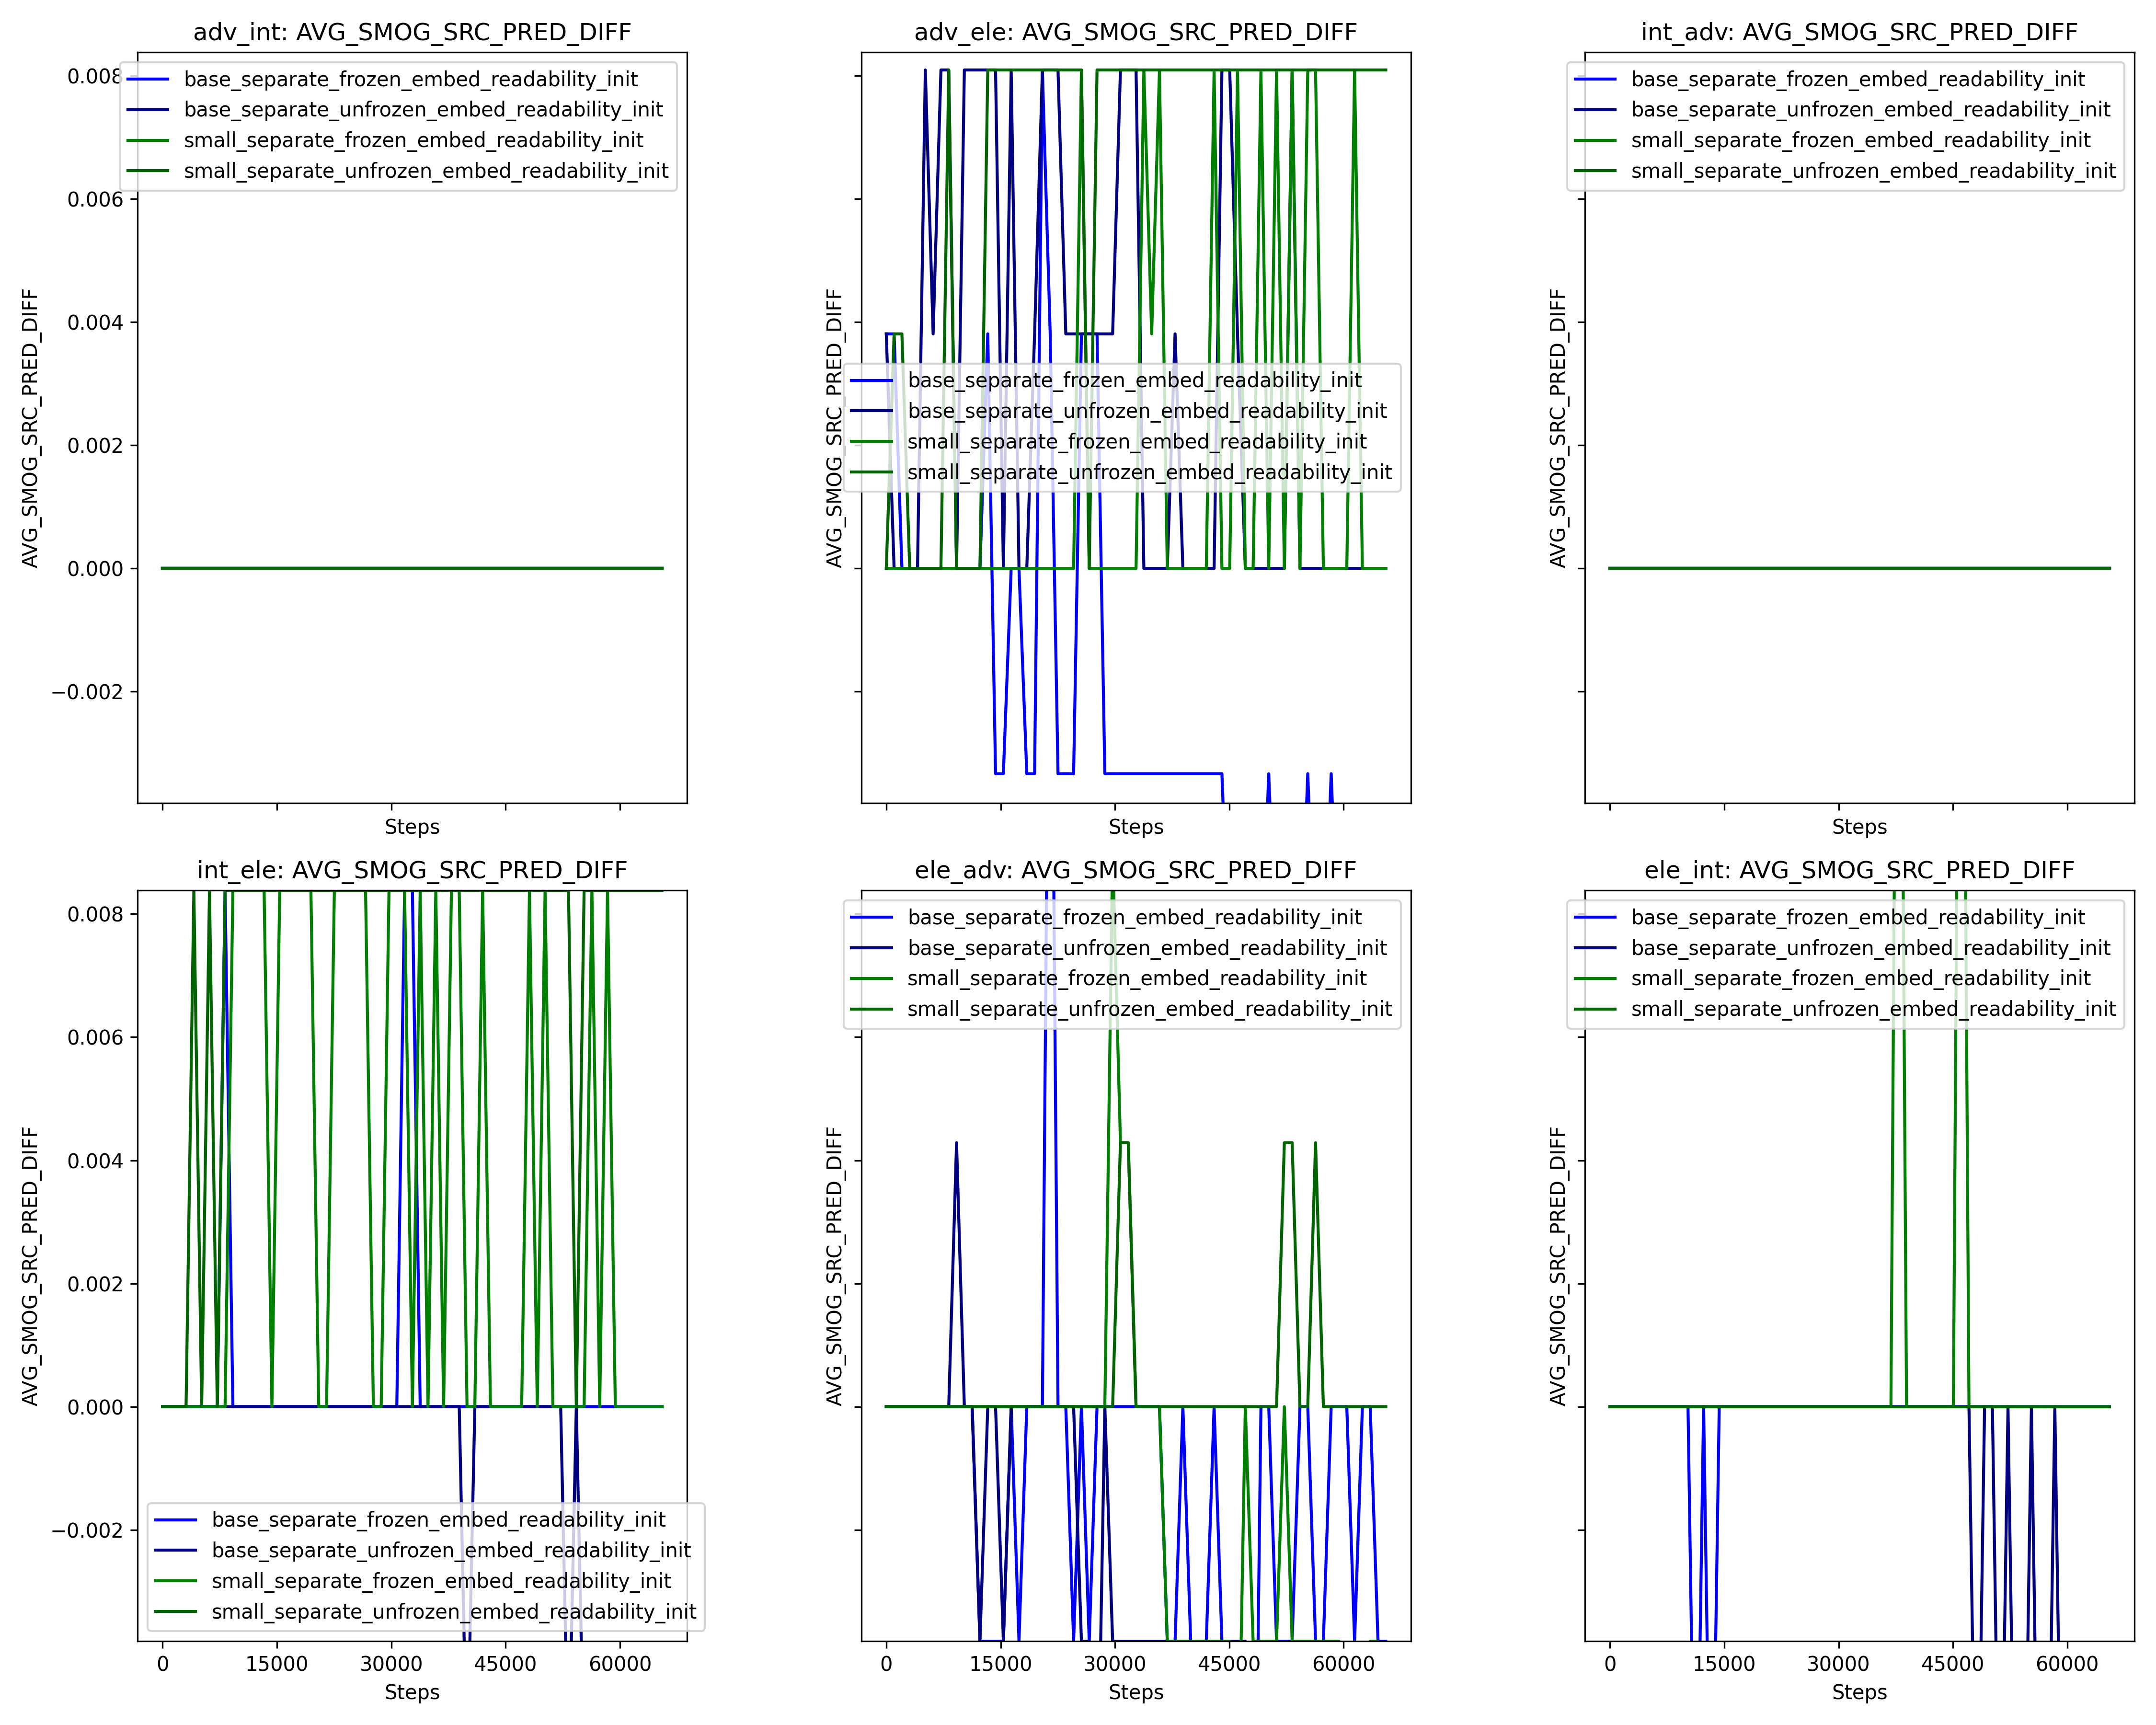 adv_int: AVG_SMOG_SRC_PRED_DIFF
0.008
0.006
0.004
0.002
0.000
−0.002
AVG_SMOG_SRC_PRED_DIFF
base_separate_frozen_embed_readability_init
base_separate_unfrozen_embed_readability_init
small_separate_frozen_embed_readability_init
small_separate_unfrozen_embed_readability_init
Steps
adv_ele: AVG_SMOG_SRC_PRED_DIFF
AVG_SMOG_SRC_PRED_DIFF
base_separate_frozen_embed_readability_init
base_separate_unfrozen_embed_readability_init
small_separate_frozen_embed_readability_init
small_separate_unfrozen_embed_readability_init
Steps
int_adv: AVG_SMOG_SRC_PRED_DIFF
AVG_SMOG_SRC_PRED_DIFF
base_separate_frozen_embed_readability_init
base_separate_unfrozen_embed_readability_init
small_separate_frozen_embed_readability_init
small_separate_unfrozen_embed_readability_init
Steps
int_ele: AVG_SMOG_SRC_PRED_DIFF
0.008
0.006
0.004
0.002
0.000
−0.002
AVG_SMOG_SRC_PRED_DIFF
base_separate_frozen_embed_readability_init
base_separate_unfrozen_embed_readability_init
small_separate_frozen_embed_readability_init
small_separate_unfrozen_embed_readability_init
0 15000 30000 45000 60000
Steps
ele_adv: AVG_SMOG_SRC_PRED_DIFF
AVG_SMOG_SRC_PRED_DIFF
base_separate_frozen_embed_readability_init
base_separate_unfrozen_embed_readability_init
small_separate_frozen_embed_readability_init
small_separate_unfrozen_embed_readability_init
0 15000 30000 45000 60000
Steps
ele_int: AVG_SMOG_SRC_PRED_DIFF
AVG_SMOG_SRC_PRED_DIFF
base_separate_frozen_embed_readability_init
base_separate_unfrozen_embed_readability_init
small_separate_frozen_embed_readability_init
small_separate_unfrozen_embed_readability_init
0 15000 30000 45000 60000
Steps